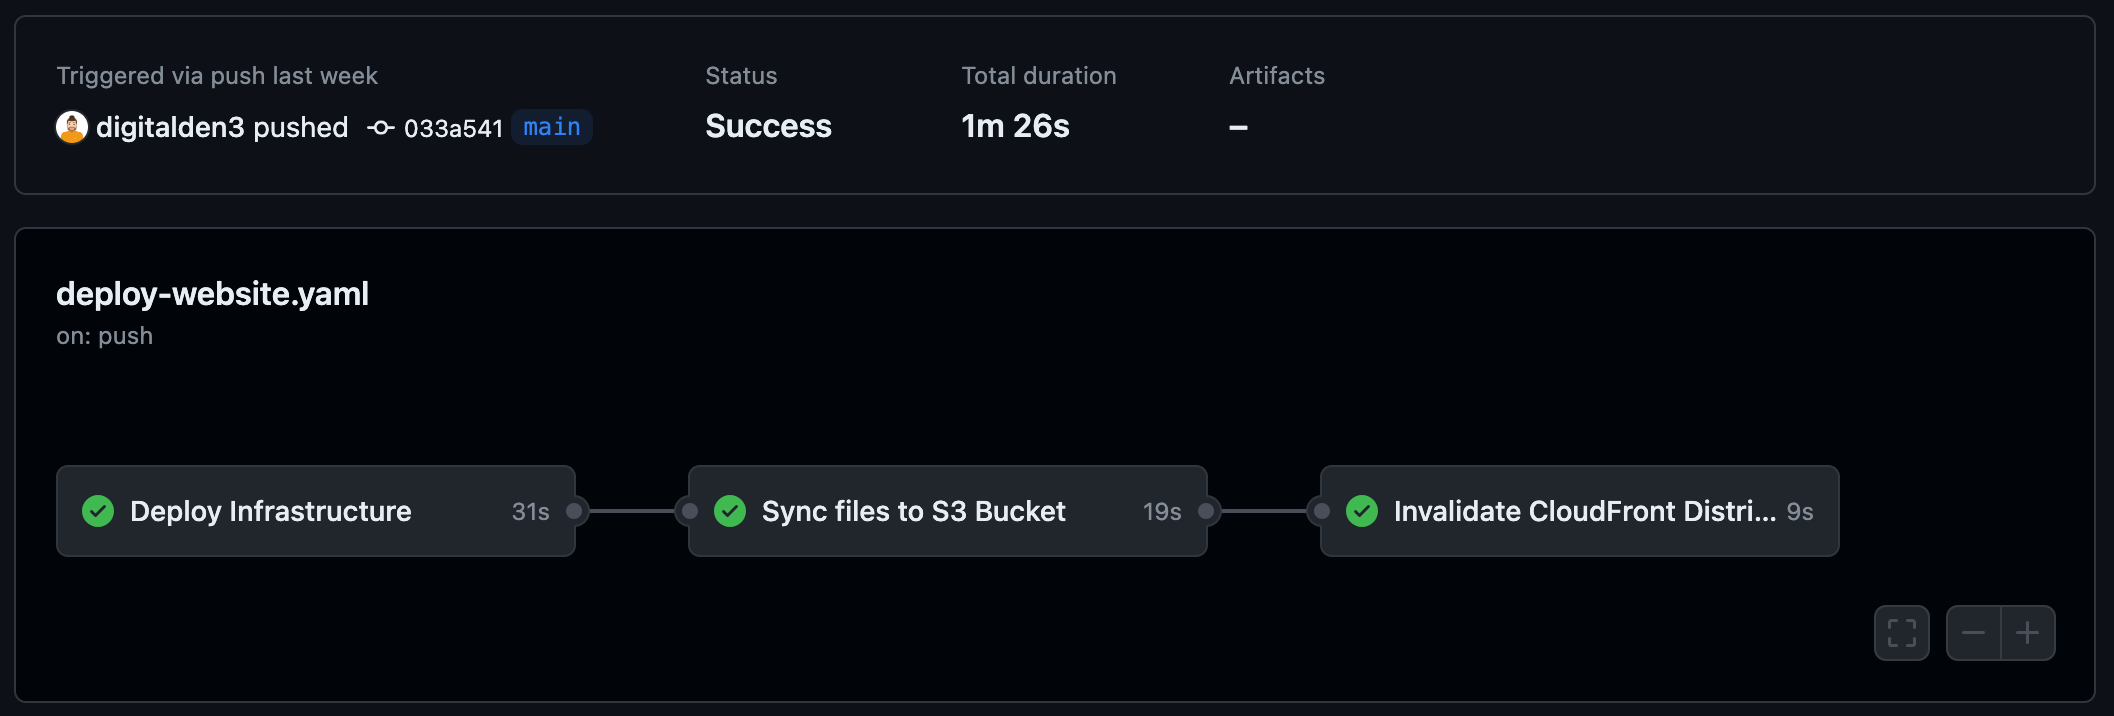 Triggered via push last week
digitalden3 pushed 033a541 main
Status
Success
Total duration
1m 26s
Artifacts
–
deploy-website.yaml
on: push
Deploy Infrastructure 31s
Sync files to S3 Bucket 19s
Invalidate CloudFront Distri... 9s